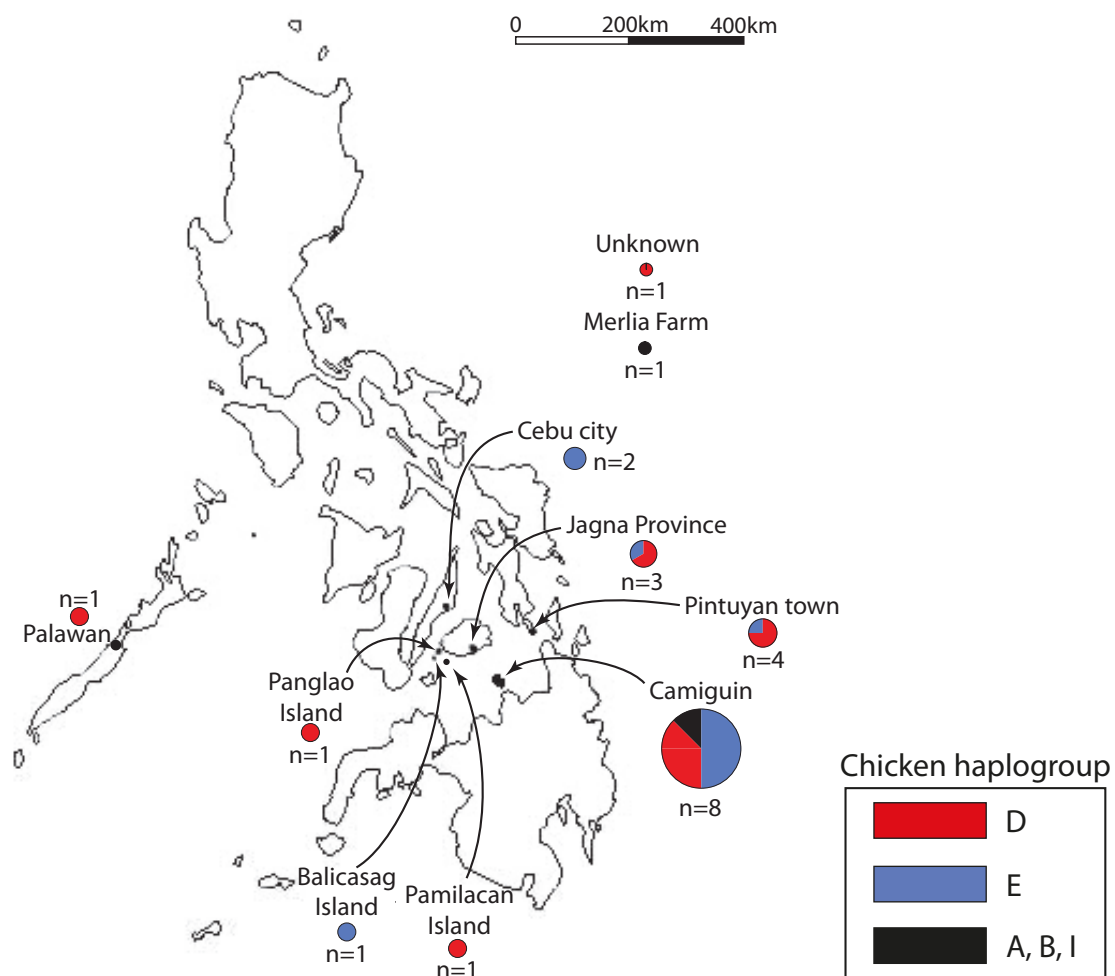 0 200km 400km
Unknown
n=1
Merlia Farm
n=1
Cebu city
n=2
Jagna Province
n=3
n=1
Palawan
Pintuyan town
n=4
Panglao
Island
n=1
Camiguin
n=8
Balicasag
Island
n=1
Pamilacan
Island
n=1
Chicken haplogroup
D
E
A, B, I